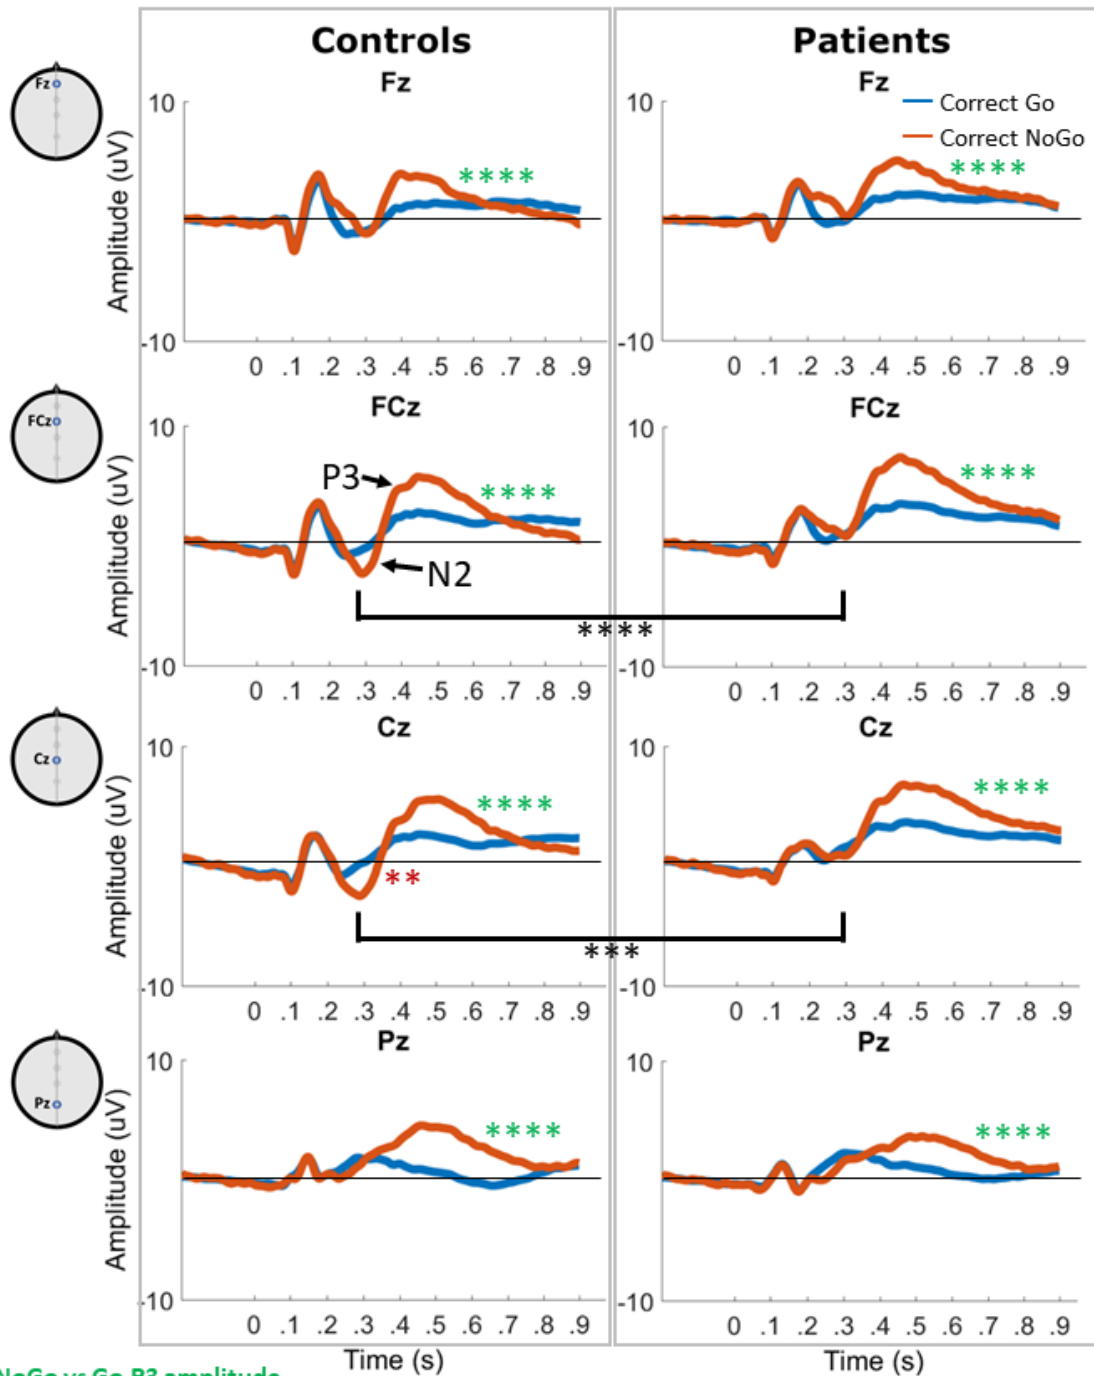 Controls Patients
Fz Fz
Fz
10 10
Correct Go
Correct NoGo
**** ****
Amplitude (uV)
-10 -10
0 .1 .2 .3 .4 .5 .6 .7 .8 .9 0 .1 .2 .3 .4 .5 .6 .7 .8 .9
FCz FCz
FCz
10 10
P3
**** ****
N2
Amplitude (uV)
****
-10 -10
0 .1 .2 .3 .4 .5 .6 .7 .8 .9 0 .1 .2 .3 .4 .5 .6 .7 .8 .9
Cz Cz
Cz
10 10
**** ****
**
Amplitude (uV)
***
-10 -10
0 .1 .2 .3 .4 .5 .6 .7 .8 .9 0 .1 .2 .3 .4 .5 .6 .7 .8 .9
Pz Pz
Pz
10 10
**** ****
Amplitude (uV)
-10 -10
0 .1 .2 .3 .4 .5 .6 .7 .8 .9 0 .1 .2 .3 .4 .5 .6 .7 .8 .9
Time (s) Time (s)
NoGo vs Go P3 amplitude